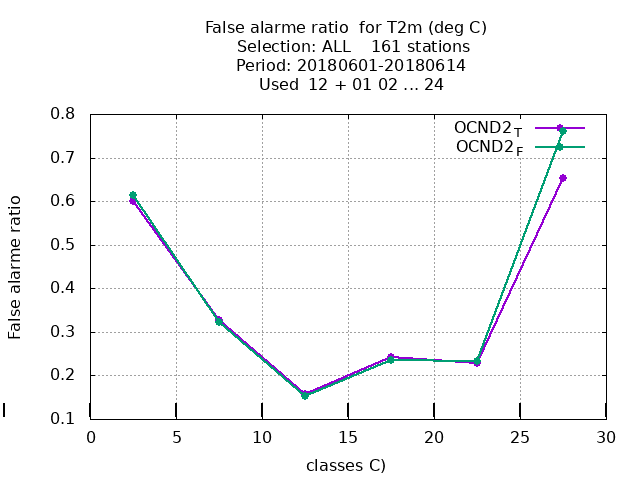 False alarme ratio  for T2m (deg C)
Selection: ALL    161 stations
Period: 20180601-20180614
Used  12 + 01 02 ... 24
OCND2T
OCND2F
0.8
0.7
0.6
0.5
0.4
0.3
0.2
0.1
False alarme ratio
0 5 10 15 20 25 30
classes C)